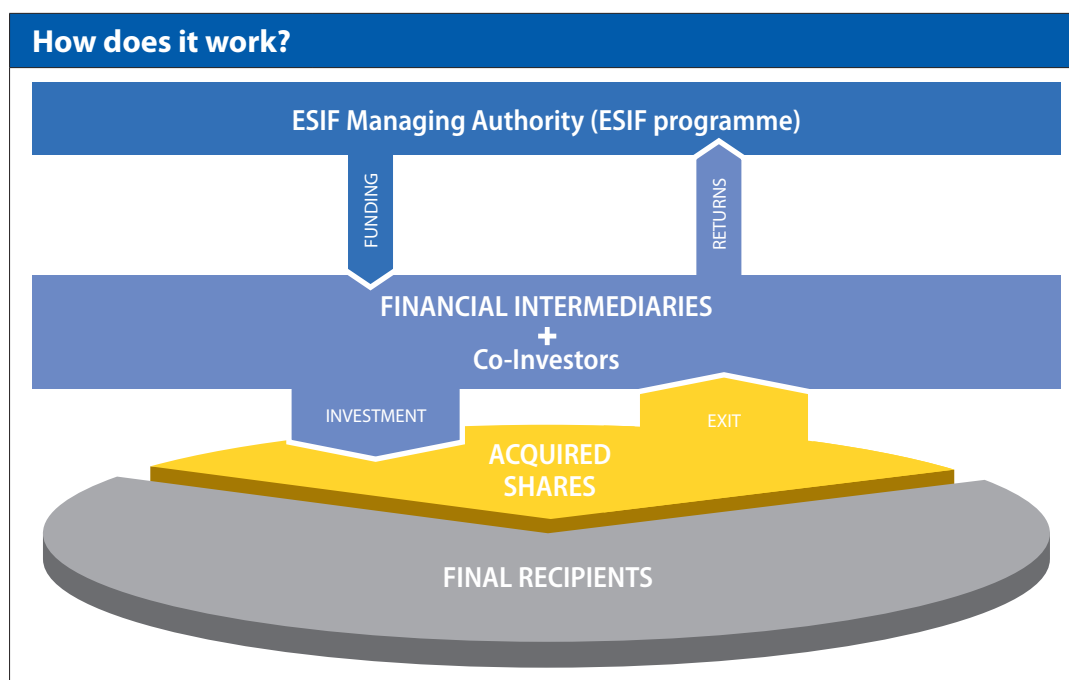 How does it work?
ESIF Managing Authority (ESIF programme)
FUNDING
RETURNS
FINANCIAL INTERMEDIARIES
+
Co-Investors
INVESTMENT
EXIT
ACQUIRED
SHARES
FINAL RECIPIENTS